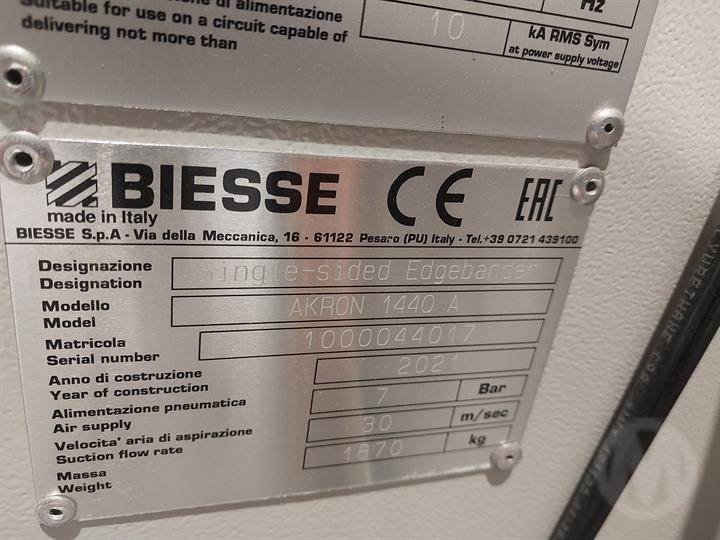 di alimentazione
Suitable for use on a circuit capable of
delivering not more than
10
Hz
kA RMS Sym
at power supply voltage
BIESSE CE EAC
made in Italy
BIESSE S.p.A - Via della Meccanica, 16 - 61122 Pesaro (PU) Italy - Tel.+39 0721 439100
Designazione
Designation
Single-sided Edgebander
Modello
Model
AKRON 1440 A
Matricola
Serial number
1000044017
Anno di costruzione
Year of construction
2021
Alimentazione pneumatica
Air supply
7 Bar
Velocita' aria di aspirazione
Suction flow rate
30 m/sec
Massa
Weight
1870 kg